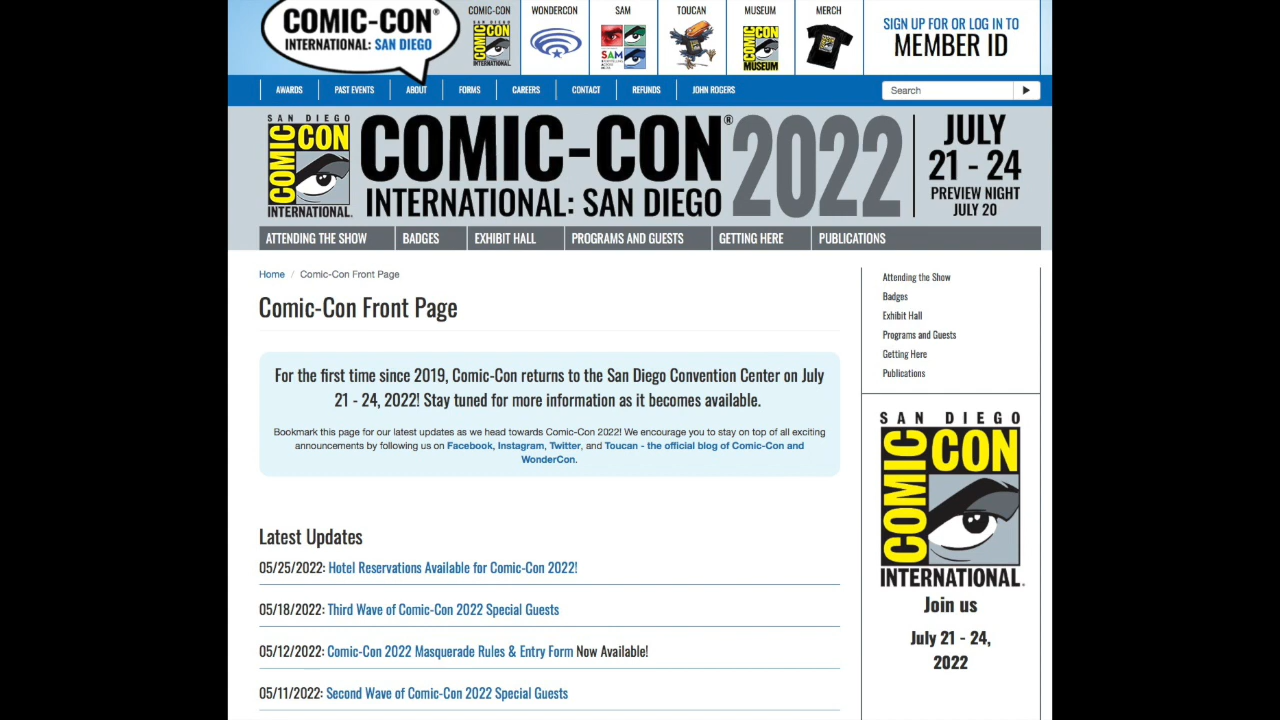 COMIC-CON®
INTERNATIONAL: SAN DIEGO
COMIC-CON
SAN DIEGO
COMIC CON
INTERNATIONAL
WONDERCON
SAM
SAM
TOUCAN
MUSEUM
COMIC CON
MUSEUM
MERCH
SIGN UP FOR OR LOG IN TO
MEMBER ID
AWARDS
PAST EVENTS
ABOUT
FORMS
CAREERS
CONTACT
REFUNDS
JOHN ROGERS
Search
SAN DIEGO
COMIC CON
INTERNATIONAL.
COMIC-CON® 2022
INTERNATIONAL: SAN DIEGO
JULY
21 - 24
PREVIEW NIGHT
JULY 20
ATTENDING THE SHOW
BADGES
EXHIBIT HALL
PROGRAMS AND GUESTS
GETTING HERE
PUBLICATIONS
Home / Comic-Con Front Page
Comic-Con Front Page
For the first time since 2019, Comic-Con returns to the San Diego Convention Center on July
21 - 24, 2022! Stay tuned for more information as it becomes available.
Bookmark this page for our latest updates as we head towards Comic-Con 2022! We encourage you to stay on top of all exciting
announcements by following us on Facebook, Instagram, Twitter, and Toucan - the official blog of Comic-Con and
WonderCon.
Latest Updates
05/25/2022: Hotel Reservations Available for Comic-Con 2022!
05/18/2022: Third Wave of Comic-Con 2022 Special Guests
05/12/2022: Comic-Con 2022 Masquerade Rules & Entry Form Now Available!
05/11/2022: Second Wave of Comic-Con 2022 Special Guests
Attending the Show
Badges
Exhibit Hall
Programs and Guests
Getting Here
Publications
SAN DIEGO
COMIC CON
INTERNATIONAL.
Join us
July 21 - 24,
2022